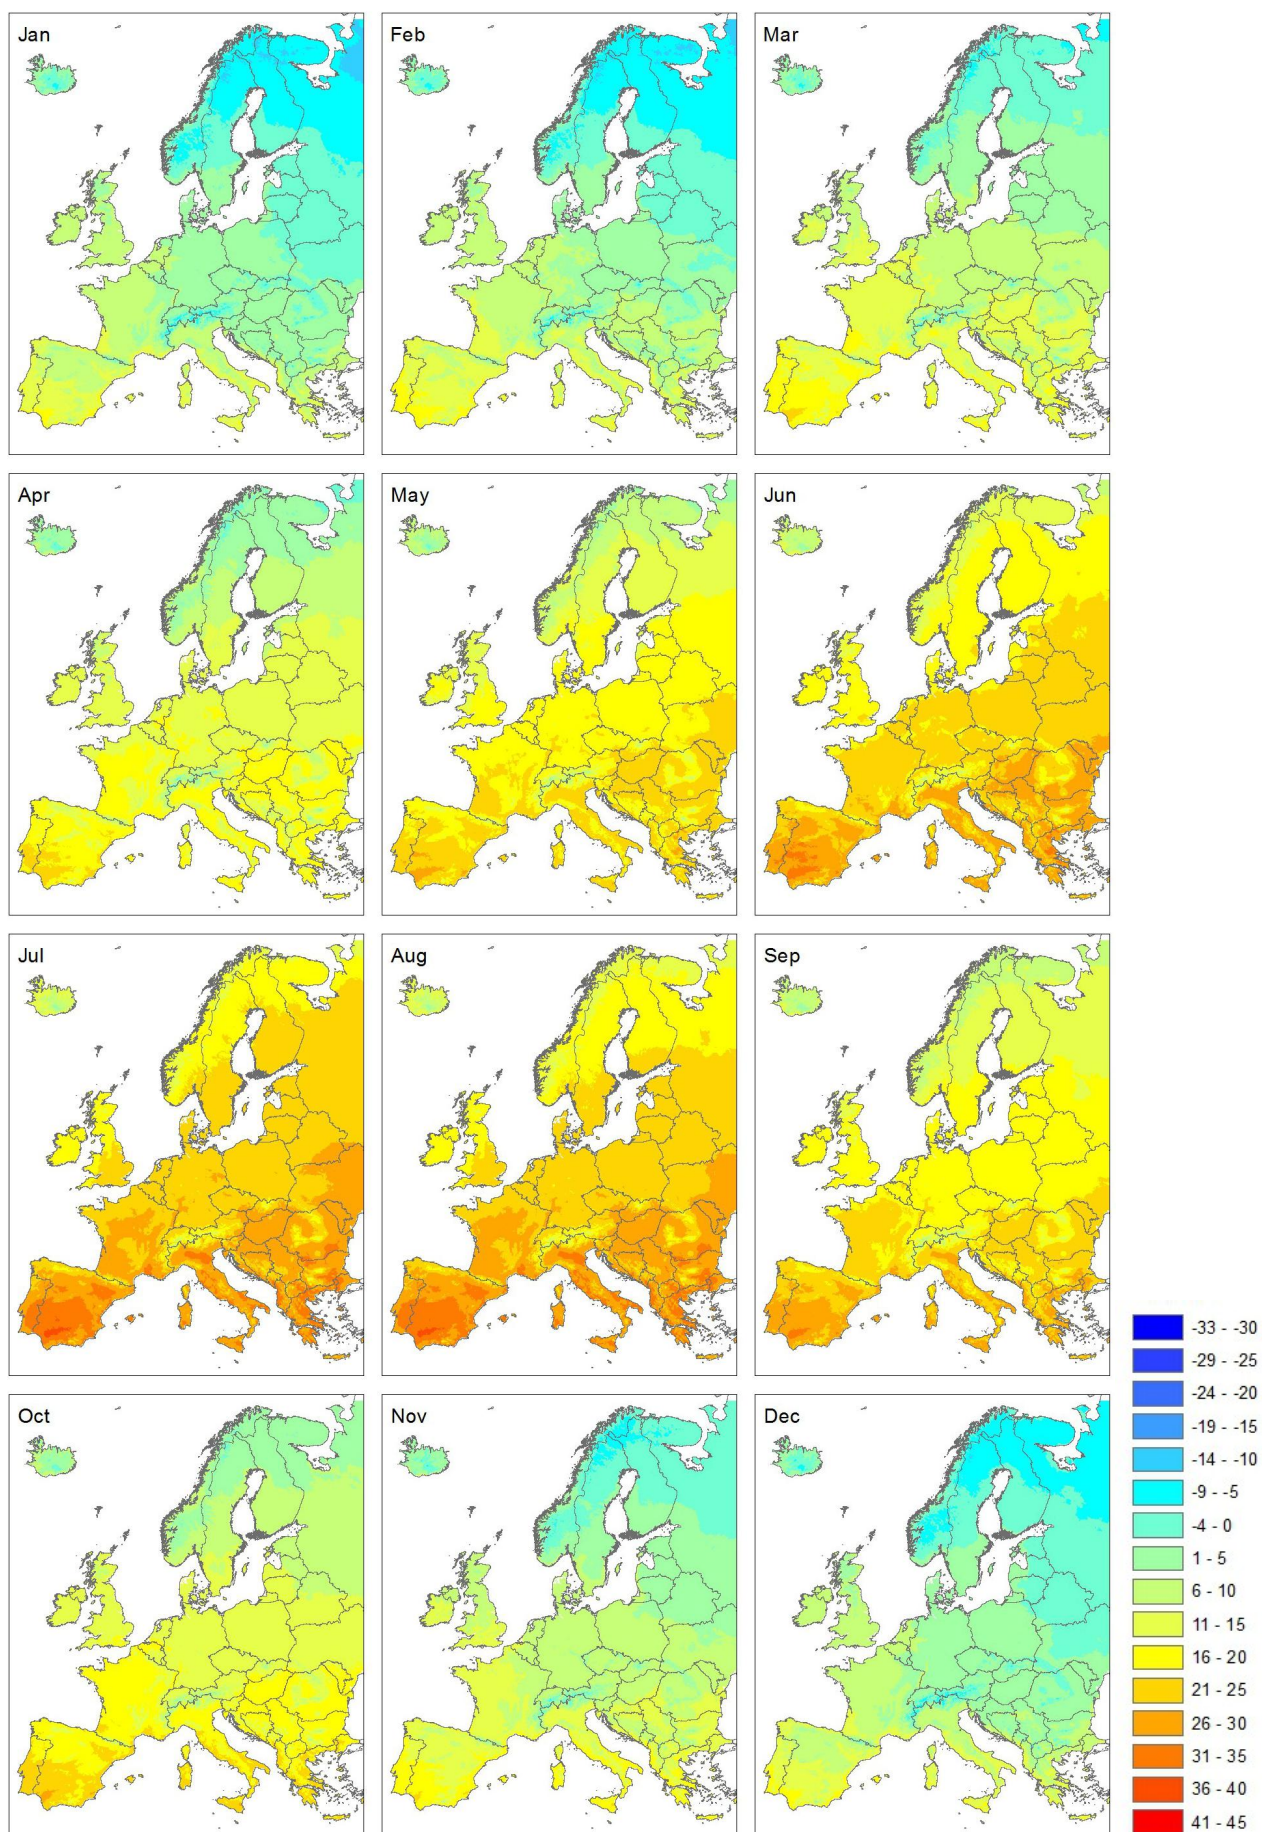 Jan
Feb
Mar
Apr
May
Jun
Jul
Aug
Sep
Oct
Nov
Dec
-33 - -30
-29 - -25
-24 - -20
-19 - -15
-14 - -10
-9 - -5
-4 - 0
1 - 5
6 - 10
11 - 15
16 - 20
21 - 25
26 - 30
31 - 35
36 - 40
41 - 45